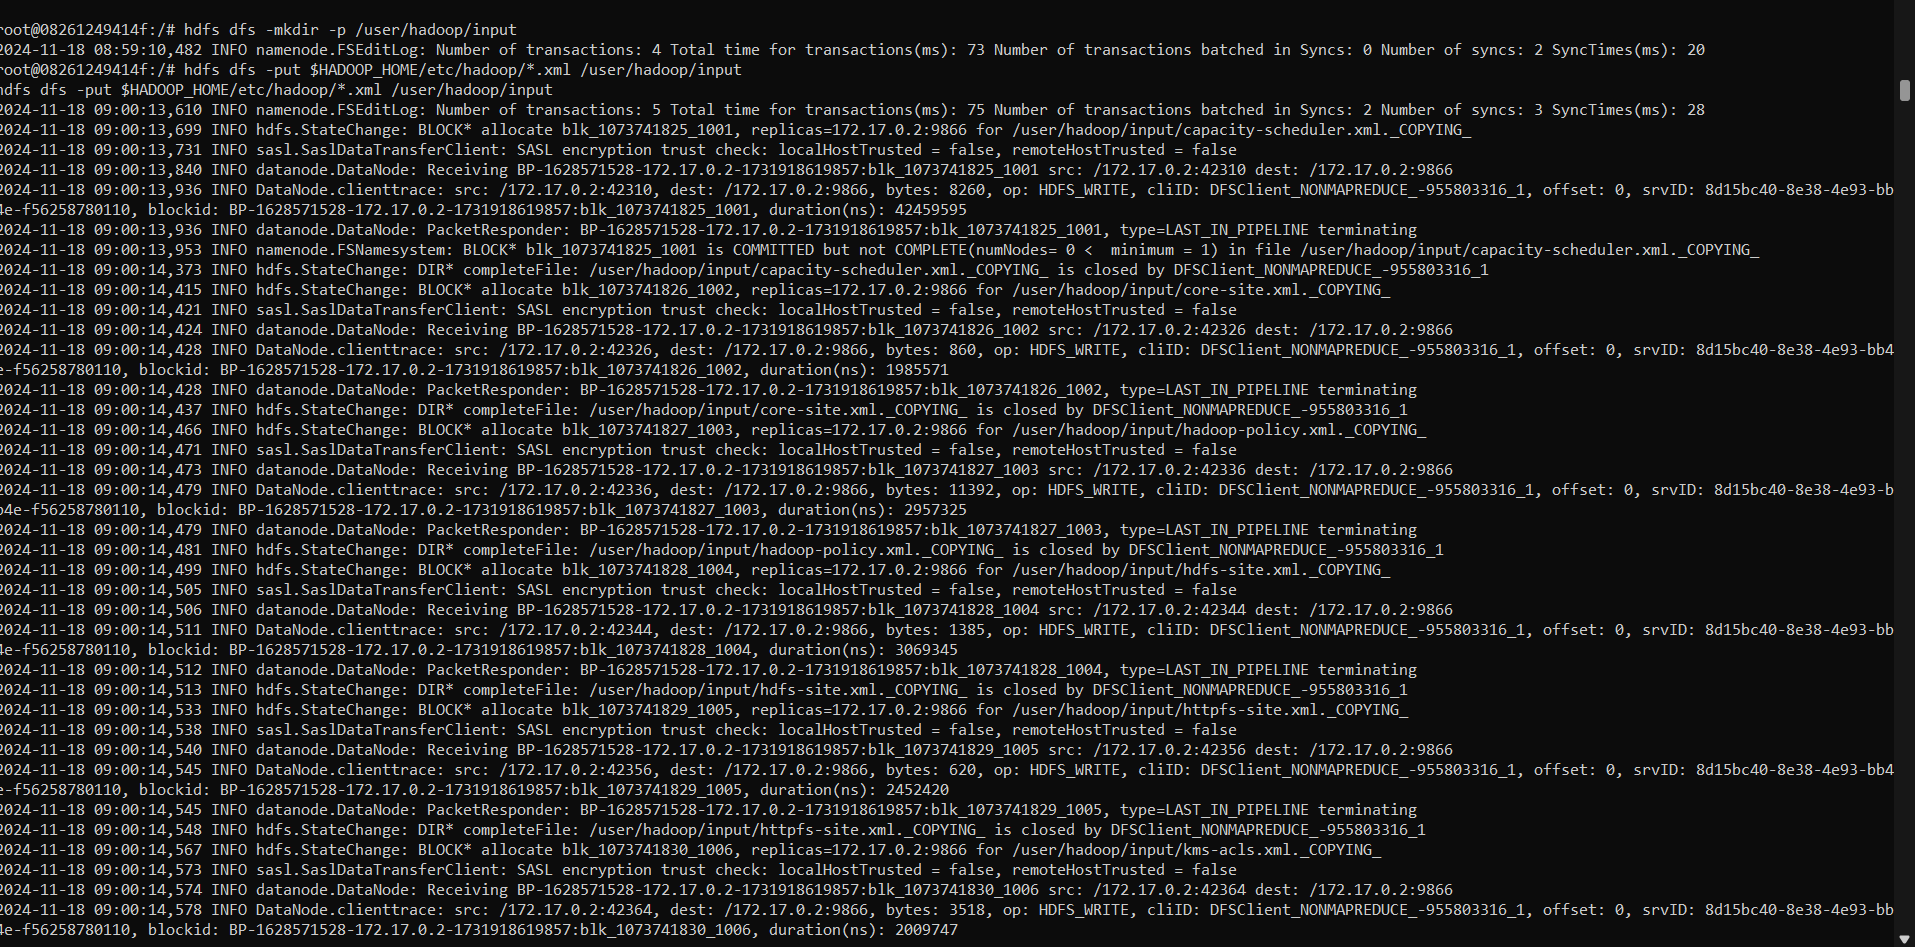 root@08261249414f:/# hdfs dfs -mkdir -p /user/hadoop/input
2024-11-18 08:59:10,482 INFO namenode.FSEditLog: Number of transactions: 4 Total time for transactions(ms): 73 Number of transactions batched in Syncs: 0 Number of syncs: 2 SyncTimes(ms): 20
root@08261249414f:/# hdfs dfs -put $HADOOP_HOME/etc/hadoop/*.xml /user/hadoop/input
hdfs dfs -put $HADOOP_HOME/etc/hadoop/*.xml /user/hadoop/input
2024-11-18 09:00:13,610 INFO namenode.FSEditLog: Number of transactions: 5 Total time for transactions(ms): 75 Number of transactions batched in Syncs: 2 Number of syncs: 3 SyncTimes(ms): 28
2024-11-18 09:00:13,699 INFO hdfs.StateChange: BLOCK* allocate blk_1073741825_1001, replicas=172.17.0.2:9866 for /user/hadoop/input/capacity-scheduler.xml._COPYING_
2024-11-18 09:00:13,731 INFO sasl.SaslDataTransferClient: SASL encryption trust check: localHostTrusted = false, remoteHostTrusted = false
2024-11-18 09:00:13,840 INFO datanode.DataNode: Receiving BP-1628571528-172.17.0.2-1731918619857:blk_1073741825_1001 src: /172.17.0.2:42310 dest: /172.17.0.2:9866
2024-11-18 09:00:13,936 INFO DataNode.clienttrace: src: /172.17.0.2:42310, dest: /172.17.0.2:9866, bytes: 8260, op: HDFS_WRITE, cliID: DFSClient_NONMAPREDUCE_-955803316_1, offset: 0, srvID: 8d15bc40-8e38-4e93-bb
4e-f56258780110, blockid: BP-1628571528-172.17.0.2-1731918619857:blk_1073741825_1001, duration(ns): 42459595
2024-11-18 09:00:13,936 INFO datanode.DataNode: PacketResponder: BP-1628571528-172.17.0.2-1731918619857:blk_1073741825_1001, type=LAST_IN_PIPELINE terminating
2024-11-18 09:00:13,953 INFO namenode.FSNamesystem: BLOCK* blk_1073741825_1001 is COMMITTED but not COMPLETE(numNodes= 0 <  minimum = 1) in file /user/hadoop/input/capacity-scheduler.xml._COPYING_
2024-11-18 09:00:14,373 INFO hdfs.StateChange: DIR* completeFile: /user/hadoop/input/capacity-scheduler.xml._COPYING_ is closed by DFSClient_NONMAPREDUCE_-955803316_1
2024-11-18 09:00:14,415 INFO hdfs.StateChange: BLOCK* allocate blk_1073741826_1002, replicas=172.17.0.2:9866 for /user/hadoop/input/core-site.xml._COPYING_
2024-11-18 09:00:14,421 INFO sasl.SaslDataTransferClient: SASL encryption trust check: localHostTrusted = false, remoteHostTrusted = false
2024-11-18 09:00:14,424 INFO datanode.DataNode: Receiving BP-1628571528-172.17.0.2-1731918619857:blk_1073741826_1002 src: /172.17.0.2:42326 dest: /172.17.0.2:9866
2024-11-18 09:00:14,428 INFO DataNode.clienttrace: src: /172.17.0.2:42326, dest: /172.17.0.2:9866, bytes: 860, op: HDFS_WRITE, cliID: DFSClient_NONMAPREDUCE_-955803316_1, offset: 0, srvID: 8d15bc40-8e38-4e93-bb4
e-f56258780110, blockid: BP-1628571528-172.17.0.2-1731918619857:blk_1073741826_1002, duration(ns): 1985571
2024-11-18 09:00:14,428 INFO datanode.DataNode: PacketResponder: BP-1628571528-172.17.0.2-1731918619857:blk_1073741826_1002, type=LAST_IN_PIPELINE terminating
2024-11-18 09:00:14,437 INFO hdfs.StateChange: DIR* completeFile: /user/hadoop/input/core-site.xml._COPYING_ is closed by DFSClient_NONMAPREDUCE_-955803316_1
2024-11-18 09:00:14,466 INFO hdfs.StateChange: BLOCK* allocate blk_1073741827_1003, replicas=172.17.0.2:9866 for /user/hadoop/input/hadoop-policy.xml._COPYING_
2024-11-18 09:00:14,471 INFO sasl.SaslDataTransferClient: SASL encryption trust check: localHostTrusted = false, remoteHostTrusted = false
2024-11-18 09:00:14,473 INFO datanode.DataNode: Receiving BP-1628571528-172.17.0.2-1731918619857:blk_1073741827_1003 src: /172.17.0.2:42336 dest: /172.17.0.2:9866
2024-11-18 09:00:14,479 INFO DataNode.clienttrace: src: /172.17.0.2:42336, dest: /172.17.0.2:9866, bytes: 11392, op: HDFS_WRITE, cliID: DFSClient_NONMAPREDUCE_-955803316_1, offset: 0, srvID: 8d15bc40-8e38-4e93-b
b4e-f56258780110, blockid: BP-1628571528-172.17.0.2-1731918619857:blk_1073741827_1003, duration(ns): 2957325
2024-11-18 09:00:14,479 INFO datanode.DataNode: PacketResponder: BP-1628571528-172.17.0.2-1731918619857:blk_1073741827_1003, type=LAST_IN_PIPELINE terminating
2024-11-18 09:00:14,481 INFO hdfs.StateChange: DIR* completeFile: /user/hadoop/input/hadoop-policy.xml._COPYING_ is closed by DFSClient_NONMAPREDUCE_-955803316_1
2024-11-18 09:00:14,499 INFO hdfs.StateChange: BLOCK* allocate blk_1073741828_1004, replicas=172.17.0.2:9866 for /user/hadoop/input/hdfs-site.xml._COPYING_
2024-11-18 09:00:14,505 INFO sasl.SaslDataTransferClient: SASL encryption trust check: localHostTrusted = false, remoteHostTrusted = false
2024-11-18 09:00:14,506 INFO datanode.DataNode: Receiving BP-1628571528-172.17.0.2-1731918619857:blk_1073741828_1004 src: /172.17.0.2:42344 dest: /172.17.0.2:9866
2024-11-18 09:00:14,511 INFO DataNode.clienttrace: src: /172.17.0.2:42344, dest: /172.17.0.2:9866, bytes: 1385, op: HDFS_WRITE, cliID: DFSClient_NONMAPREDUCE_-955803316_1, offset: 0, srvID: 8d15bc40-8e38-4e93-bb
4e-f56258780110, blockid: BP-1628571528-172.17.0.2-1731918619857:blk_1073741828_1004, duration(ns): 3069345
2024-11-18 09:00:14,512 INFO datanode.DataNode: PacketResponder: BP-1628571528-172.17.0.2-1731918619857:blk_1073741828_1004, type=LAST_IN_PIPELINE terminating
2024-11-18 09:00:14,513 INFO hdfs.StateChange: DIR* completeFile: /user/hadoop/input/hdfs-site.xml._COPYING_ is closed by DFSClient_NONMAPREDUCE_-955803316_1
2024-11-18 09:00:14,533 INFO hdfs.StateChange: BLOCK* allocate blk_1073741829_1005, replicas=172.17.0.2:9866 for /user/hadoop/input/httpfs-site.xml._COPYING_
2024-11-18 09:00:14,538 INFO sasl.SaslDataTransferClient: SASL encryption trust check: localHostTrusted = false, remoteHostTrusted = false
2024-11-18 09:00:14,540 INFO datanode.DataNode: Receiving BP-1628571528-172.17.0.2-1731918619857:blk_1073741829_1005 src: /172.17.0.2:42356 dest: /172.17.0.2:9866
2024-11-18 09:00:14,545 INFO DataNode.clienttrace: src: /172.17.0.2:42356, dest: /172.17.0.2:9866, bytes: 620, op: HDFS_WRITE, cliID: DFSClient_NONMAPREDUCE_-955803316_1, offset: 0, srvID: 8d15bc40-8e38-4e93-bb4
e-f56258780110, blockid: BP-1628571528-172.17.0.2-1731918619857:blk_1073741829_1005, duration(ns): 2452420
2024-11-18 09:00:14,545 INFO datanode.DataNode: PacketResponder: BP-1628571528-172.17.0.2-1731918619857:blk_1073741829_1005, type=LAST_IN_PIPELINE terminating
2024-11-18 09:00:14,548 INFO hdfs.StateChange: DIR* completeFile: /user/hadoop/input/httpfs-site.xml._COPYING_ is closed by DFSClient_NONMAPREDUCE_-955803316_1
2024-11-18 09:00:14,567 INFO hdfs.StateChange: BLOCK* allocate blk_1073741830_1006, replicas=172.17.0.2:9866 for /user/hadoop/input/kms-acls.xml._COPYING_
2024-11-18 09:00:14,573 INFO sasl.SaslDataTransferClient: SASL encryption trust check: localHostTrusted = false, remoteHostTrusted = false
2024-11-18 09:00:14,574 INFO datanode.DataNode: Receiving BP-1628571528-172.17.0.2-1731918619857:blk_1073741830_1006 src: /172.17.0.2:42364 dest: /172.17.0.2:9866
2024-11-18 09:00:14,578 INFO DataNode.clienttrace: src: /172.17.0.2:42364, dest: /172.17.0.2:9866, bytes: 3518, op: HDFS_WRITE, cliID: DFSClient_NONMAPREDUCE_-955803316_1, offset: 0, srvID: 8d15bc40-8e38-4e93-bb
4e-f56258780110, blockid: BP-1628571528-172.17.0.2-1731918619857:blk_1073741830_1006, duration(ns): 2009747